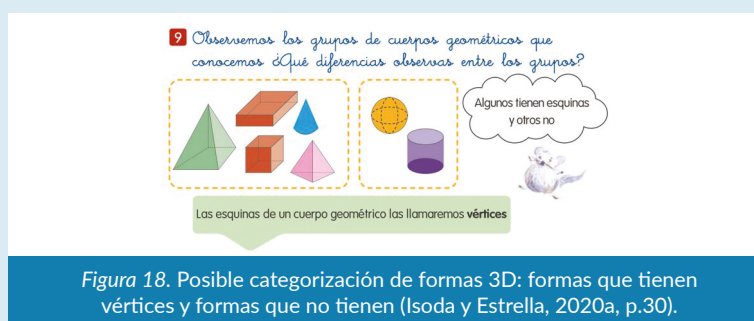 9 Observemos los grupos de cuerpos geométricos que
conocemos ¿Qué diferencias observas entre los grupos?
Algunos tienen esquinas
y otros no
Las esquinas de un cuerpo geométrico las llamaremos vértices
Figura 18. Posible categorización de formas 3D: formas que tienen
vértices y formas que no tienen (Isoda y Estrella, 2020a, p.30).